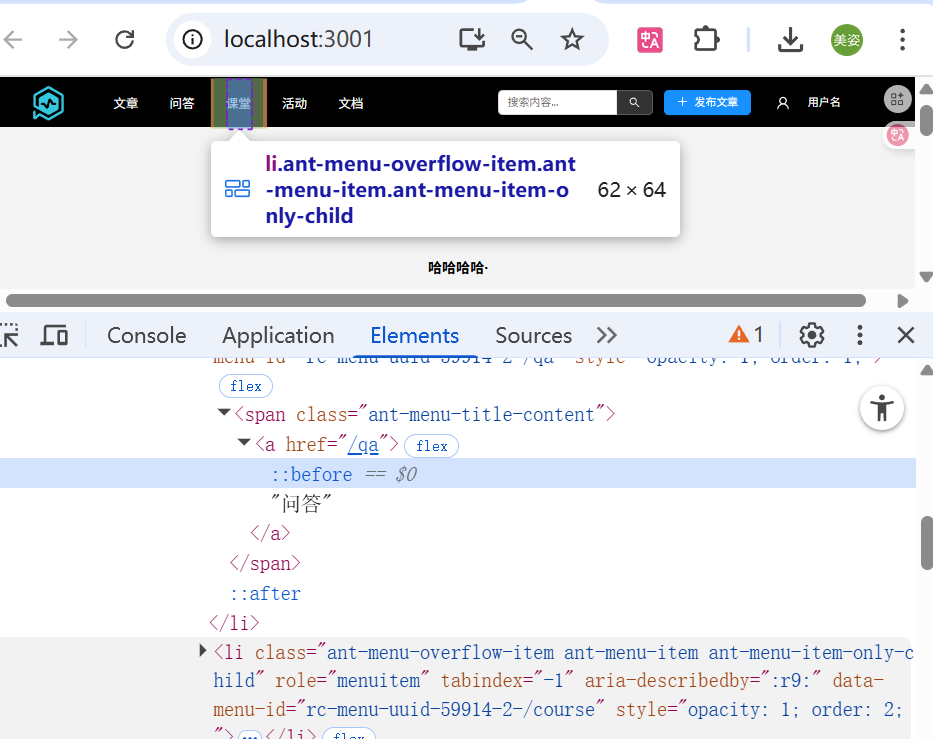 localhost:3001
美姿
文章 问答 课堂 活动 文档 搜索内容... + 发布文章 用户名
li.ant-menu-overflow-item.ant
-menu-item.ant-menu-item-o
nly-child
62 × 64
哈哈哈哈·
Console Application Elements Sources 1
menu-id="rc-menu-uuid-59914-2-/qa" style="opacity: 1; order: 1;">
flex
<span class="ant-menu-title-content">
<a href="/qa"> flex
::before == $0
"问答"
</a>
</span>
::after
</li>
<li class="ant-menu-overflow-item ant-menu-item ant-menu-item-only-c
hild" role="menuitem" tabindex="-1" aria-describedby=":r9:" data-
menu-id="rc-menu-uuid-59914-2-/course" style="opacity: 1; order: 2;
"> … </li> flex